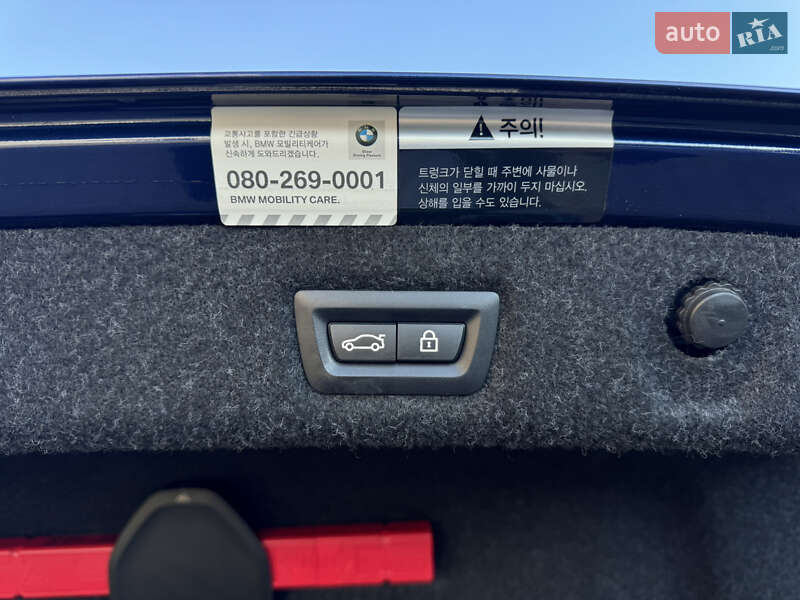 auto RIA .com
교통사고를 포함한 긴급상황
발생 시, BMW 모빌리티케어가
신속하게 도와드리겠습니다.
080-269-0001
BMW MOBILITY CARE.
주의!
트렁크가 닫힐 때 주변에 사물이나
신체의 일부를 가까이 두지 마십시오.
상해를 입을 수도 있습니다.